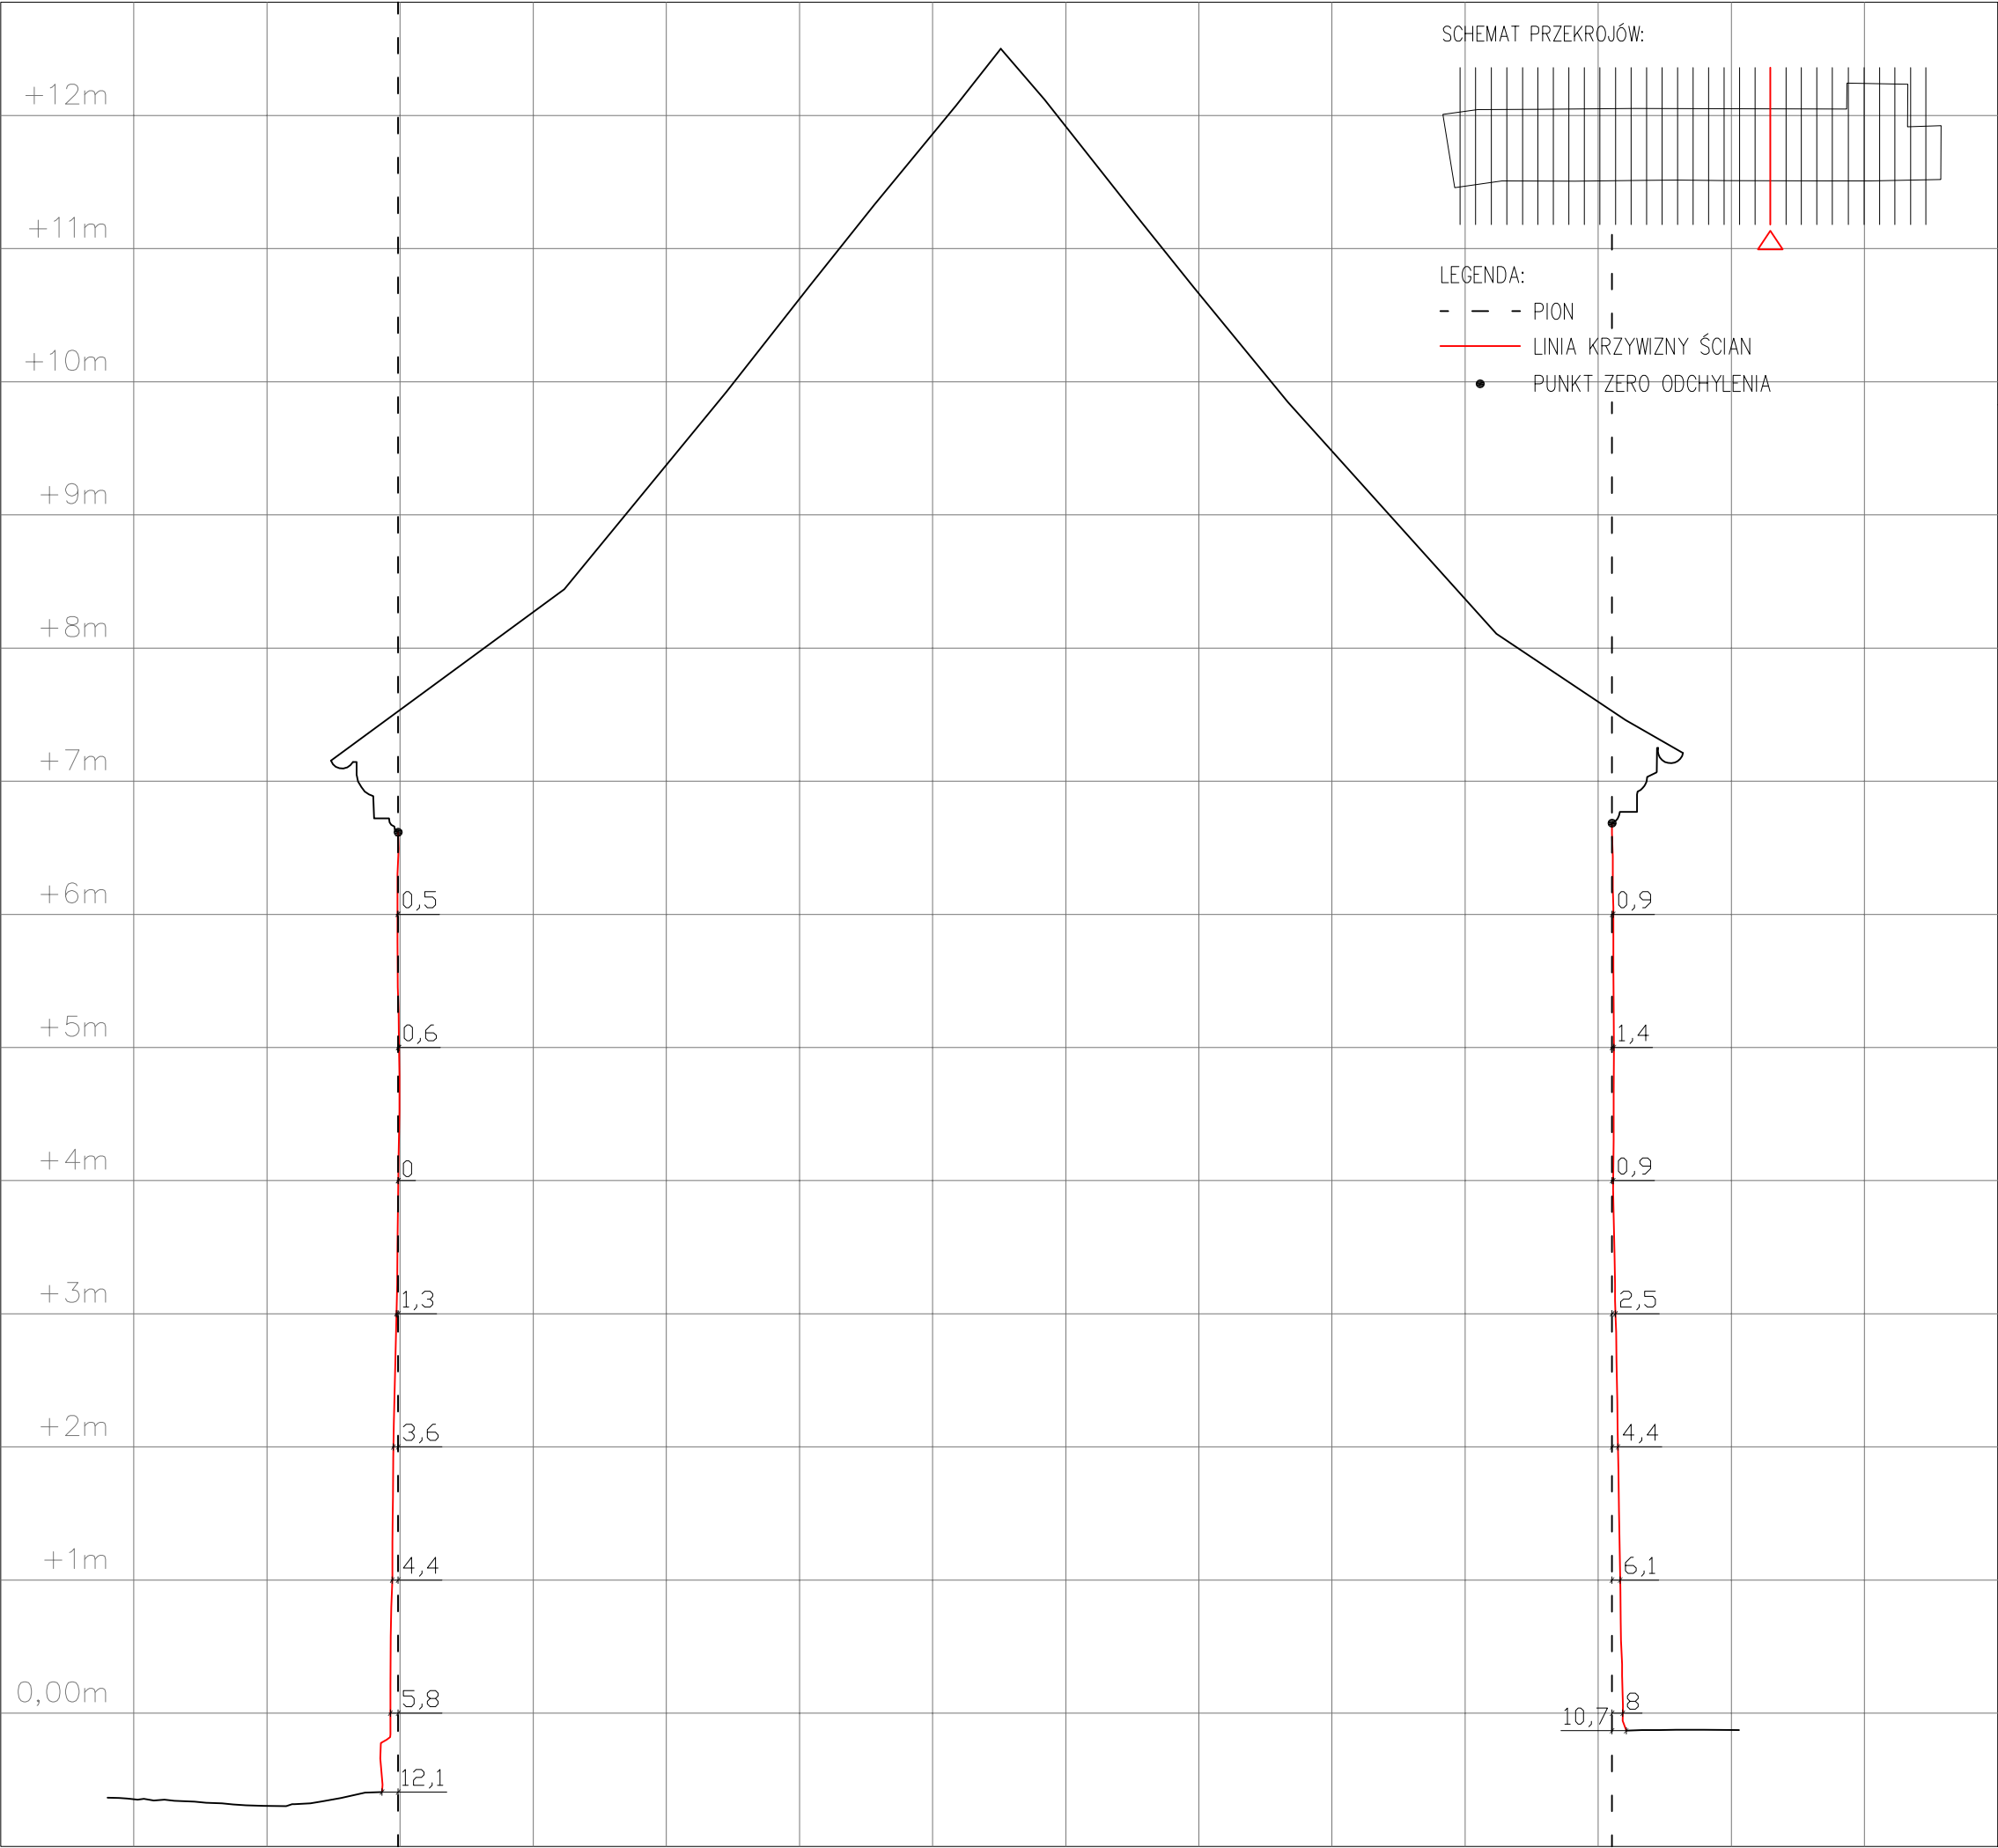 SCHEMAT PRZEKROJÓW:
+12m
+11m
LEGENDA:
PION
LINIA KRZYWIZNY ŚCIAN
+10m
PUNKT ZERO ODCHYLENIA
+9m
+8m
+7m
+6m 0,5 0,9
+5m 0,6 1,4
+4m 0 0,9
+3m 1,3 2,5
+2m 3,6 4,4
+1m 4,4 6,1
0,00m 5,8 10,7 8
12,1